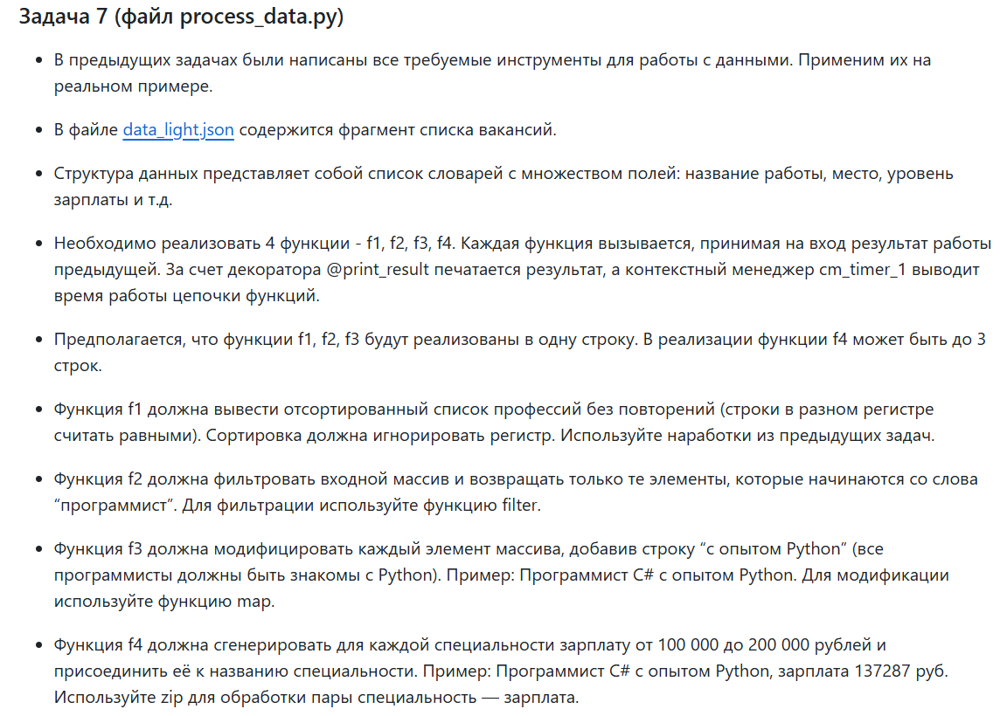 Задача 7 (файл process_data.py)
• В предыдущих задачах были написаны все требуемые инструменты для работы с данными. Применим их на
реальном примере.
• В файле data_light.json содержится фрагмент списка вакансий.
• Структура данных представляет собой список словарей с множеством полей: название работы, место, уровень
зарплаты и т.д.
• Необходимо реализовать 4 функции - f1, f2, f3, f4. Каждая функция вызывается, принимая на вход результат работы
предыдущей. За счет декоратора @print_result печатается результат, а контекстный менеджер cm_timer_1 выводит
время работы цепочки функций.
• Предполагается, что функции f1, f2, f3 будут реализованы в одну строку. В реализации функции f4 может быть до 3
строк.
• Функция f1 должна вывести отсортированный список профессий без повторений (строки в разном регистре
считать равными). Сортировка должна игнорировать регистр. Используйте наработки из предыдущих задач.
• Функция f2 должна фильтровать входной массив и возвращать только те элементы, которые начинаются со слова
“программист”. Для фильтрации используйте функцию filter.
• Функция f3 должна модифицировать каждый элемент массива, добавив строку “с опытом Python” (все
программисты должны быть знакомы с Python). Пример: Программист C# с опытом Python. Для модификации
используйте функцию map.
• Функция f4 должна сгенерировать для каждой специальности зарплату от 100 000 до 200 000 рублей и
присоединить её к названию специальности. Пример: Программист C# с опытом Python, зарплата 137287 руб.
Используйте zip для обработки пары специальность — зарплата.